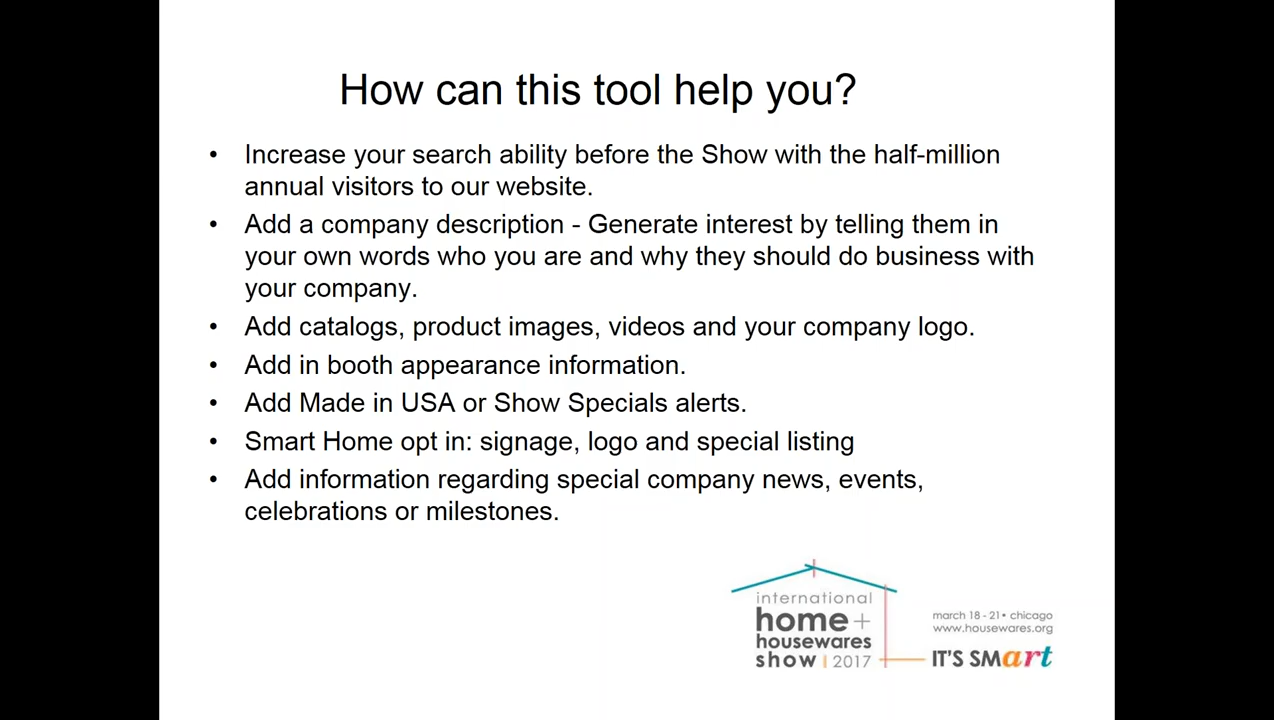 How can this tool help you?
• Increase your search ability before the Show with the half-million
annual visitors to our website.
• Add a company description - Generate interest by telling them in
your own words who you are and why they should do business with
your company.
• Add catalogs, product images, videos and your company logo.
• Add in booth appearance information.
• Add Made in USA or Show Specials alerts.
• Smart Home opt in: signage, logo and special listing
• Add information regarding special company news, events,
celebrations or milestones.
international
home+
housewares
show | 2017
march 18 - 21 • chicago
www.housewares.org
IT'S SMart